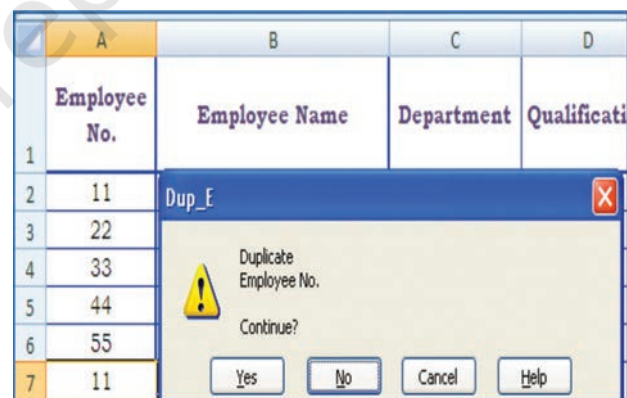 A B C D
1 Employee No. Employee Name Department Qualificati
2 11
3 22
4 33
5 44
6 55
7 11
Dup_E
Duplicate
Employee No.
Continue?
Yes No Cancel Help